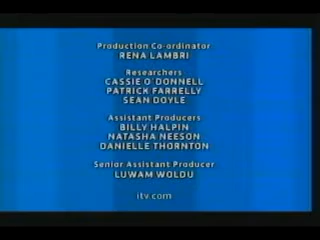 Production Co-ordinator
RENA LAMBRI
Researchers
CASSIE O'DONNELL
PATRICK FARRELLY
SEAN DOYLE
Assistant Producers
BILLY HALPIN
NATASHA NEESON
DANIELLE THORNTON
Senior Assistant Producer
LUWAM WOLDU
itv.com